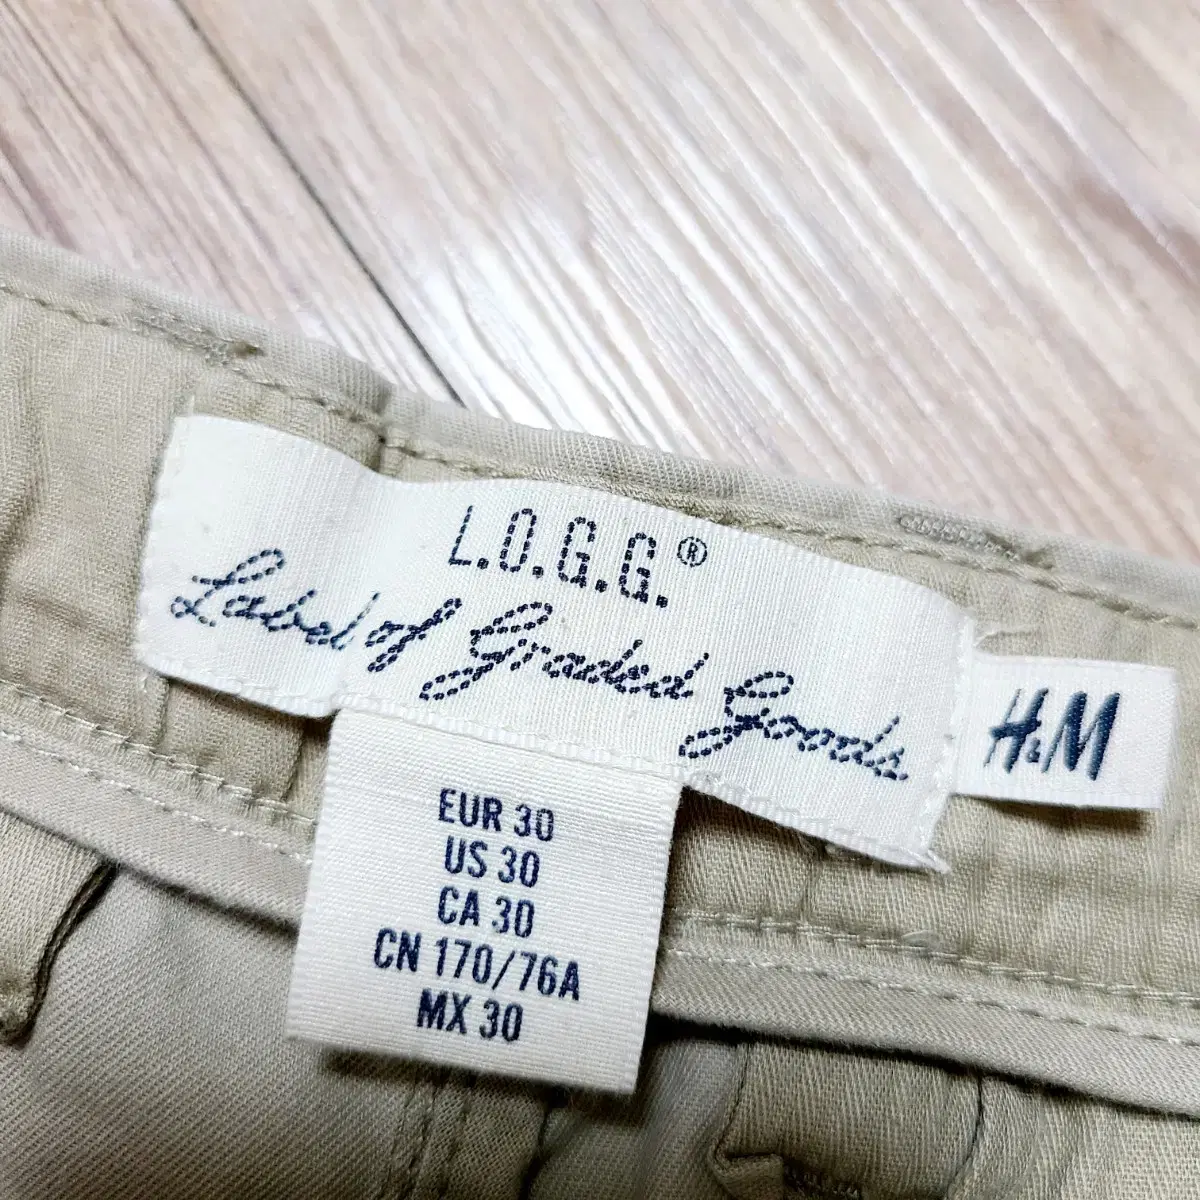 L.O.G.G.®
Label of Graded Goods
H&M
EUR 30
US 30
CA 30
CN 170/76A
MX 30